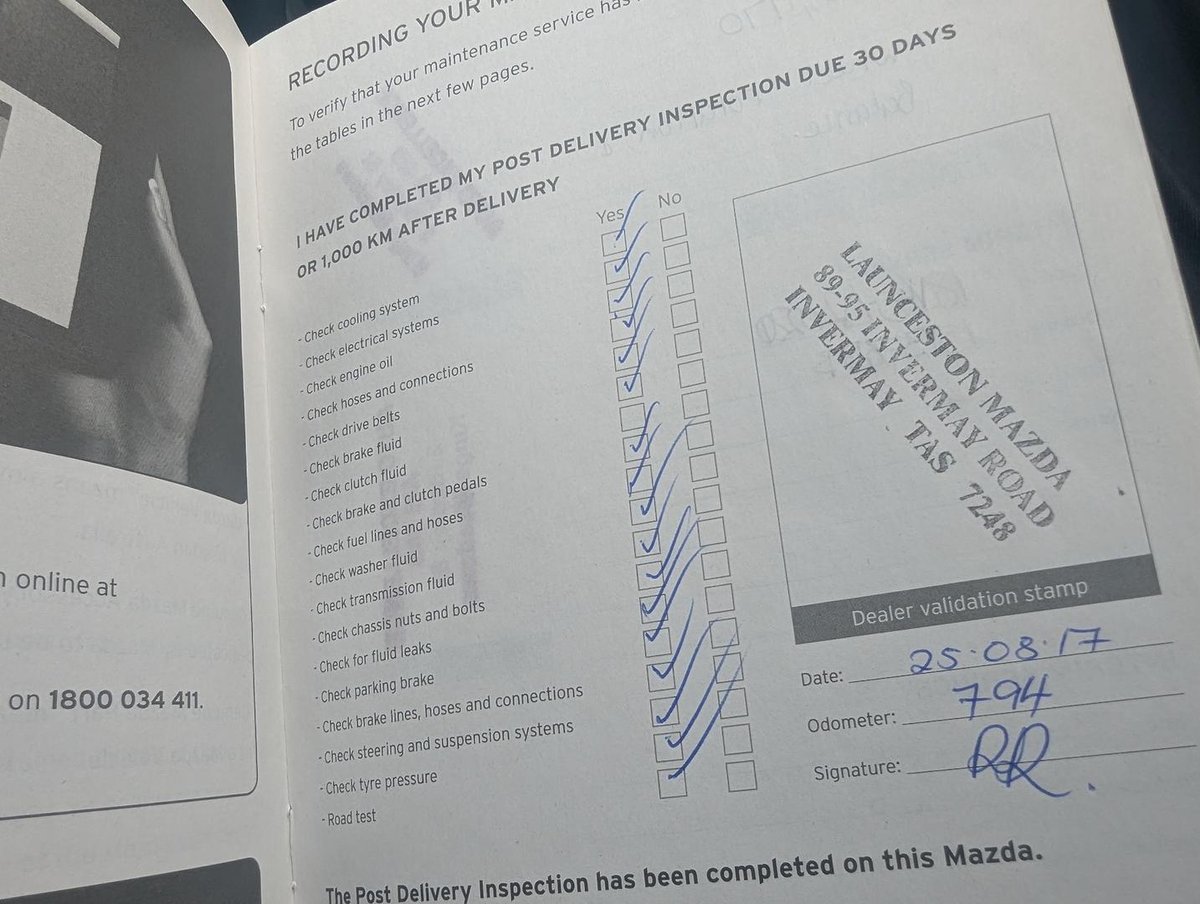 RECORDING YOUR
To verify that your maintenance service has
the tables in the next few pages.
I HAVE COMPLETED MY POST DELIVERY INSPECTION DUE 30 DAYS
OR 1,000 KM AFTER DELIVERY
Yes No
- Check cooling system
- Check electrical systems
- Check engine oil
- Check hoses and connections
- Check drive belts
- Check brake fluid
- Check clutch fluid
- Check brake and clutch pedals
- Check fuel lines and hoses
- Check washer fluid
- Check transmission fluid
- Check chassis nuts and bolts
- Check for fluid leaks
- Check parking brake
- Check brake lines, hoses and connections
- Check steering and suspension systems
- Check tyre pressure
- Road test
LAUNCESTON MAZDA
89-95 INVERMAY ROAD
INVERMAY TAS 7248
Dealer validation stamp
Date: 25.08.17
Odometer: 794
Signature: RR.
The Post Delivery Inspection has been completed on this Mazda.
online at
on 1800 034 411.